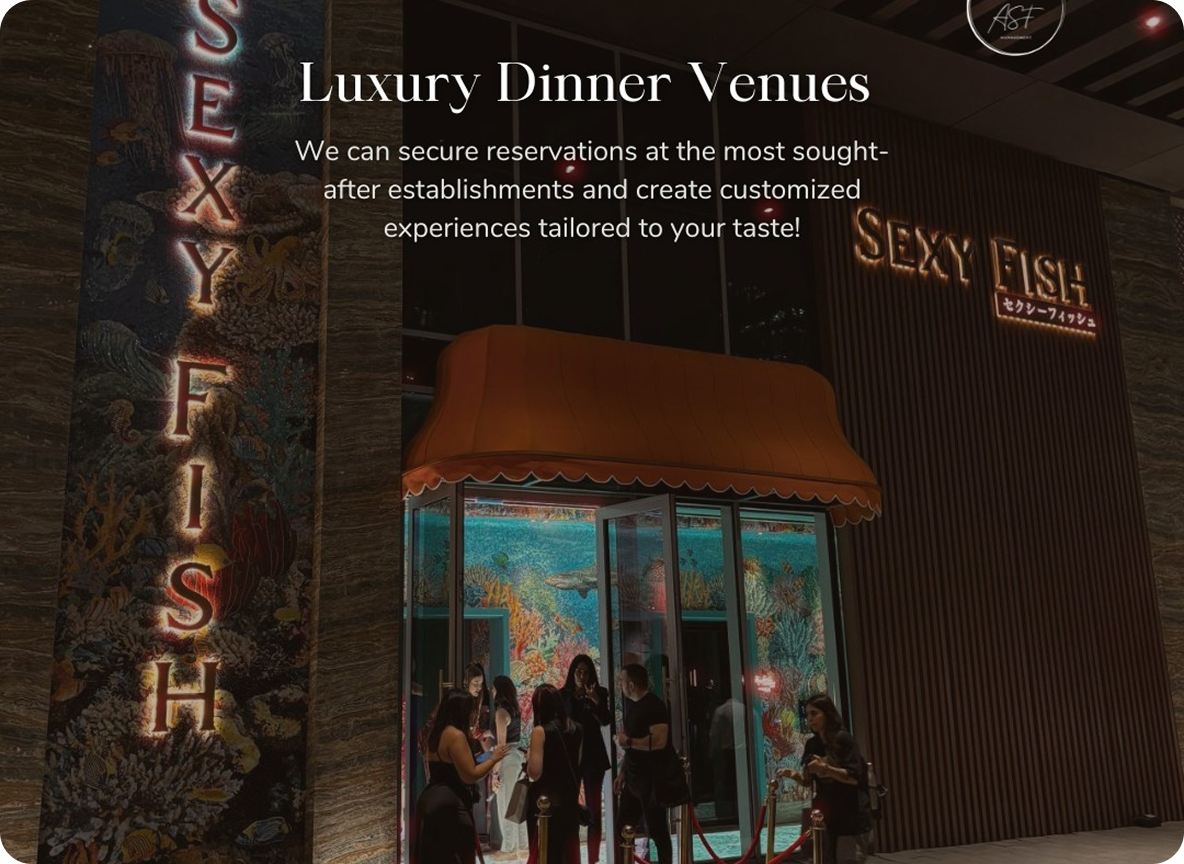 ASF
MANAGEMENT
Luxury Dinner Venues
We can secure reservations at the most sought-
after establishments and create customized
experiences tailored to your taste!
SEXY FISH
SEXY FISH
セクシーフィッシュ